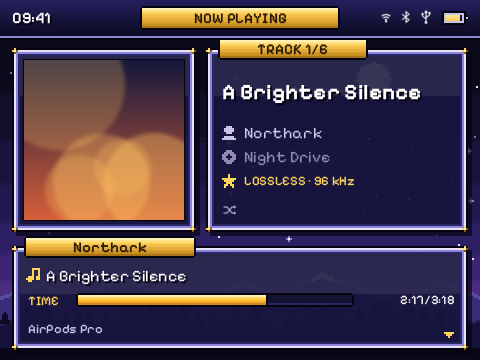 09:41
NOW PLAYING
TRACK 1/6
A Brighter Silence
Northark
Night Drive
LOSSLESS · 96 kHz
Northark
A Brighter Silence
TIME
2:17/3:18
AirPods Pro